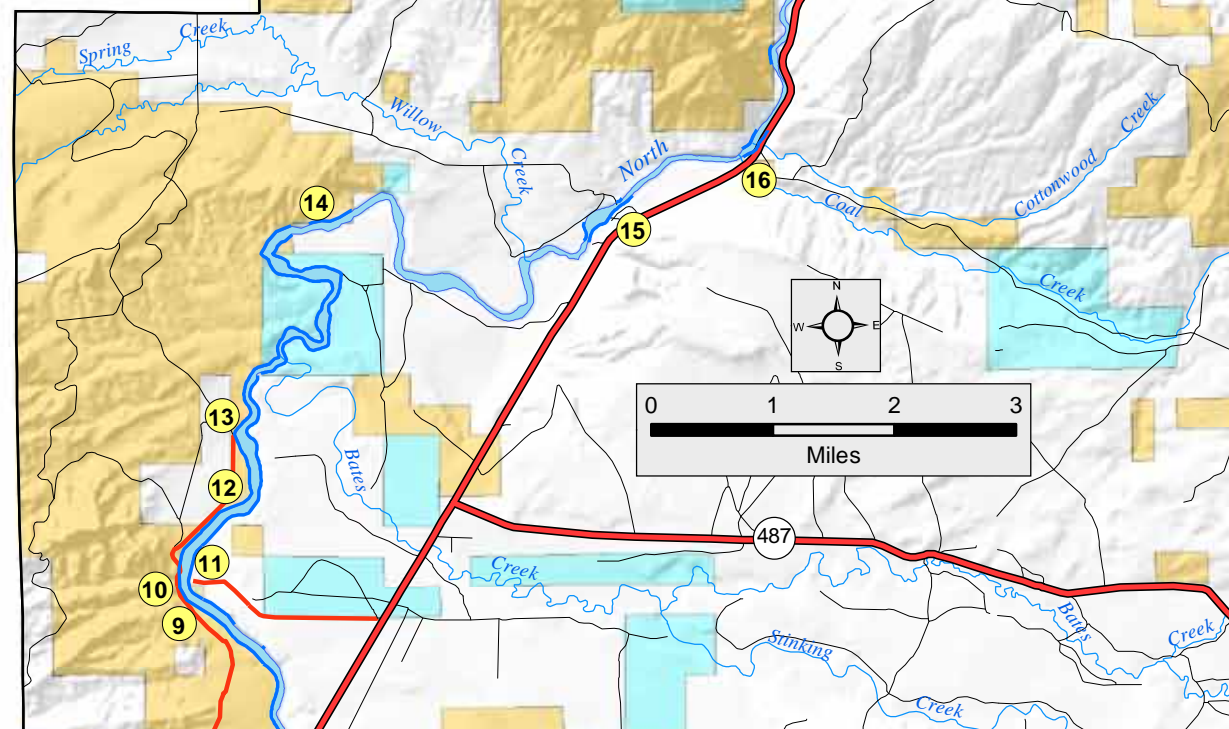 Spring
Creek
Willow
Creek
North
Creek
Cottonwood
Coal
Creek
14
15
16
N
W
E
S
0 1 2 3
Miles
13
12
Bates
487
11
10
9
Creek
Bates
Creek
Stinking
Creek